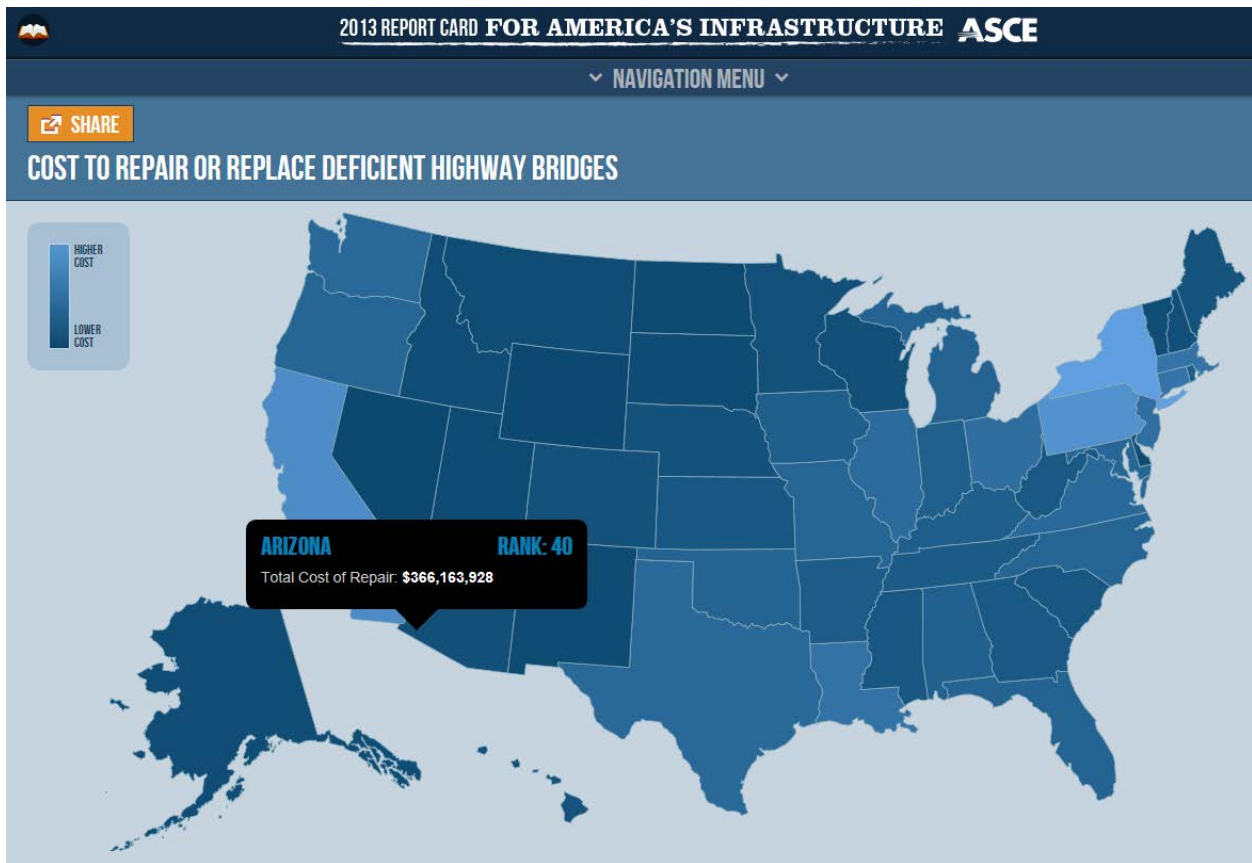 2013 REPORT CARD FOR AMERICA'S INFRASTRUCTURE ASCE
NAVIGATION MENU
SHARE
COST TO REPAIR OR REPLACE DEFICIENT HIGHWAY BRIDGES
HIGHER
COST
LOWER
COST
ARIZONA RANK: 40
Total Cost of Repair: $366,163,928